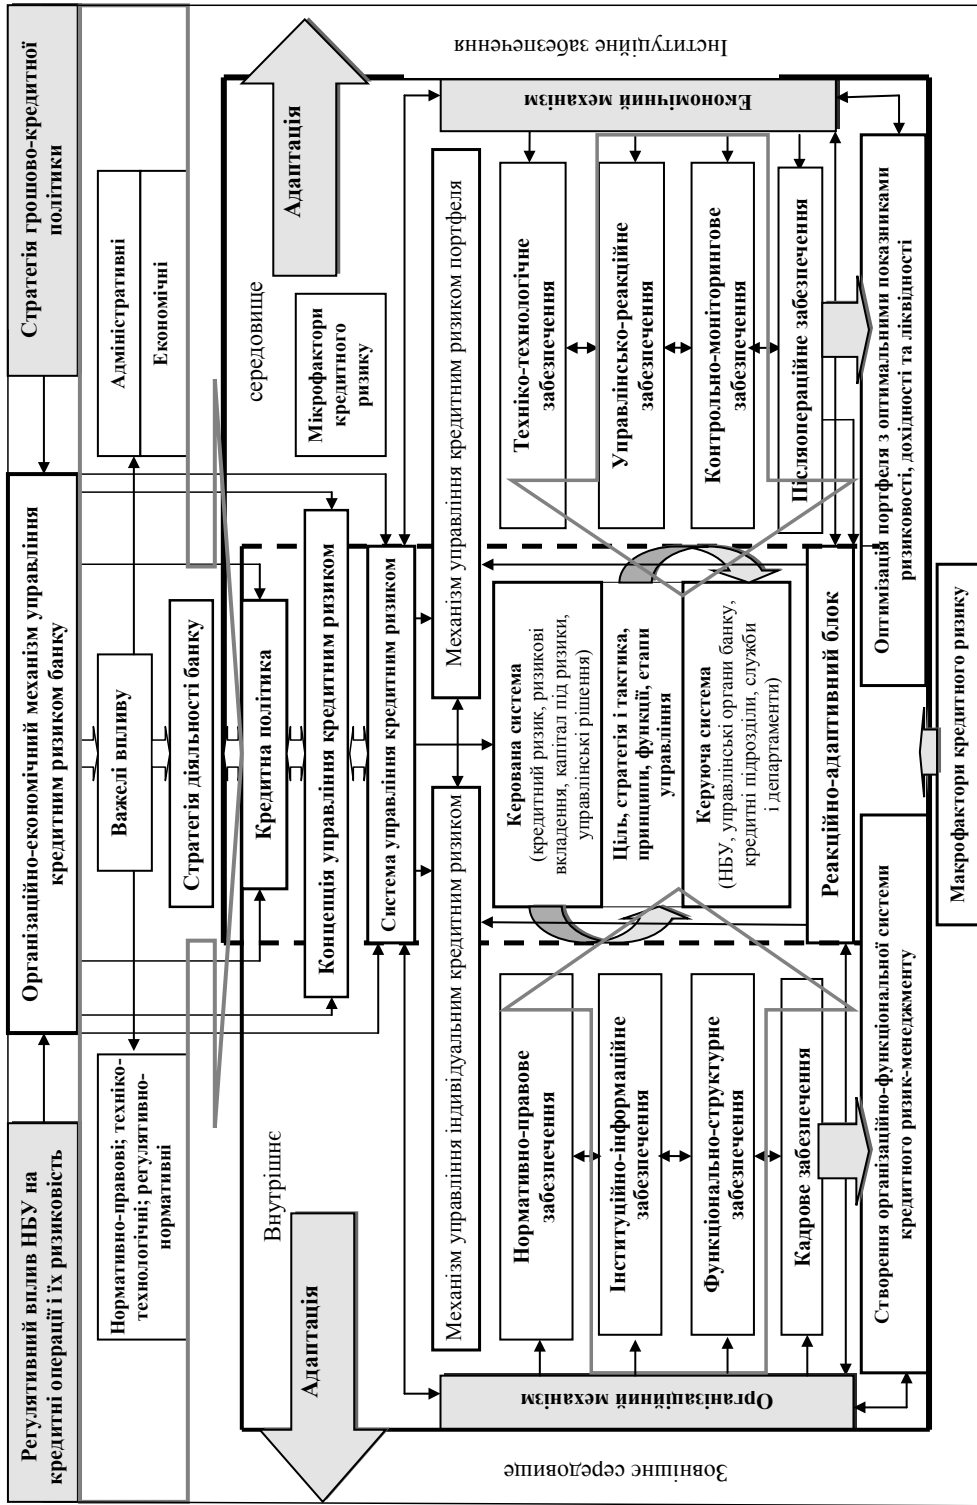 Регулятивний вплив НБУ на
кредитні операції і їх ризиковість
Організаційно-економічний механізм управління
кредитним ризиком банку
Стратегія грошово-кредитної
політики
Нормативно-правові; техніко-
технологічні; регулятивно-
нормативні
Важелі впливу
Адміністративні
Економічні
Стратегія діяльності банку
Внутрішнє
середовище
Кредитна політика
Адаптація
Адаптація
Концепція управління кредитним ризиком
Мікрофактори
кредитного
ризику
Система управління кредитним ризиком
Механізм управління індивідуальним кредитним ризиком
Механізм управління кредитним ризиком портфеля
Зовнішнє середовище
Інституційне забезпечення
Організаційний механізм
Економічний механізм
Нормативно-правове
забезпечення
Інституційно-інформаційне
забезпечення
Функціонально-структурне
забезпечення
Кадрове забезпечення
Керована система
(кредитний ризик, ризикові
вкладення, капітал під ризики,
управлінські рішення)
Ціль, стратегія і тактика,
принципи, функції, етапи
управління
Керуюча система
(НБУ, управлінські органи банку,
кредитні підрозділи, служби
і департаменти)
Техніко-технологічне
забезпечення
Управлінсько-реакційне
забезпечення
Контрольно-моніторингове
забезпечення
Післяопераційне забезпечення
Реакційно-адаптивний блок
Створення організаційно-функціональної системи
кредитного ризик-менеджменту
Оптимізація портфеля з оптимальними показниками
ризиковості, дохідності та ліквідності
Макрофактори кредитного ризику